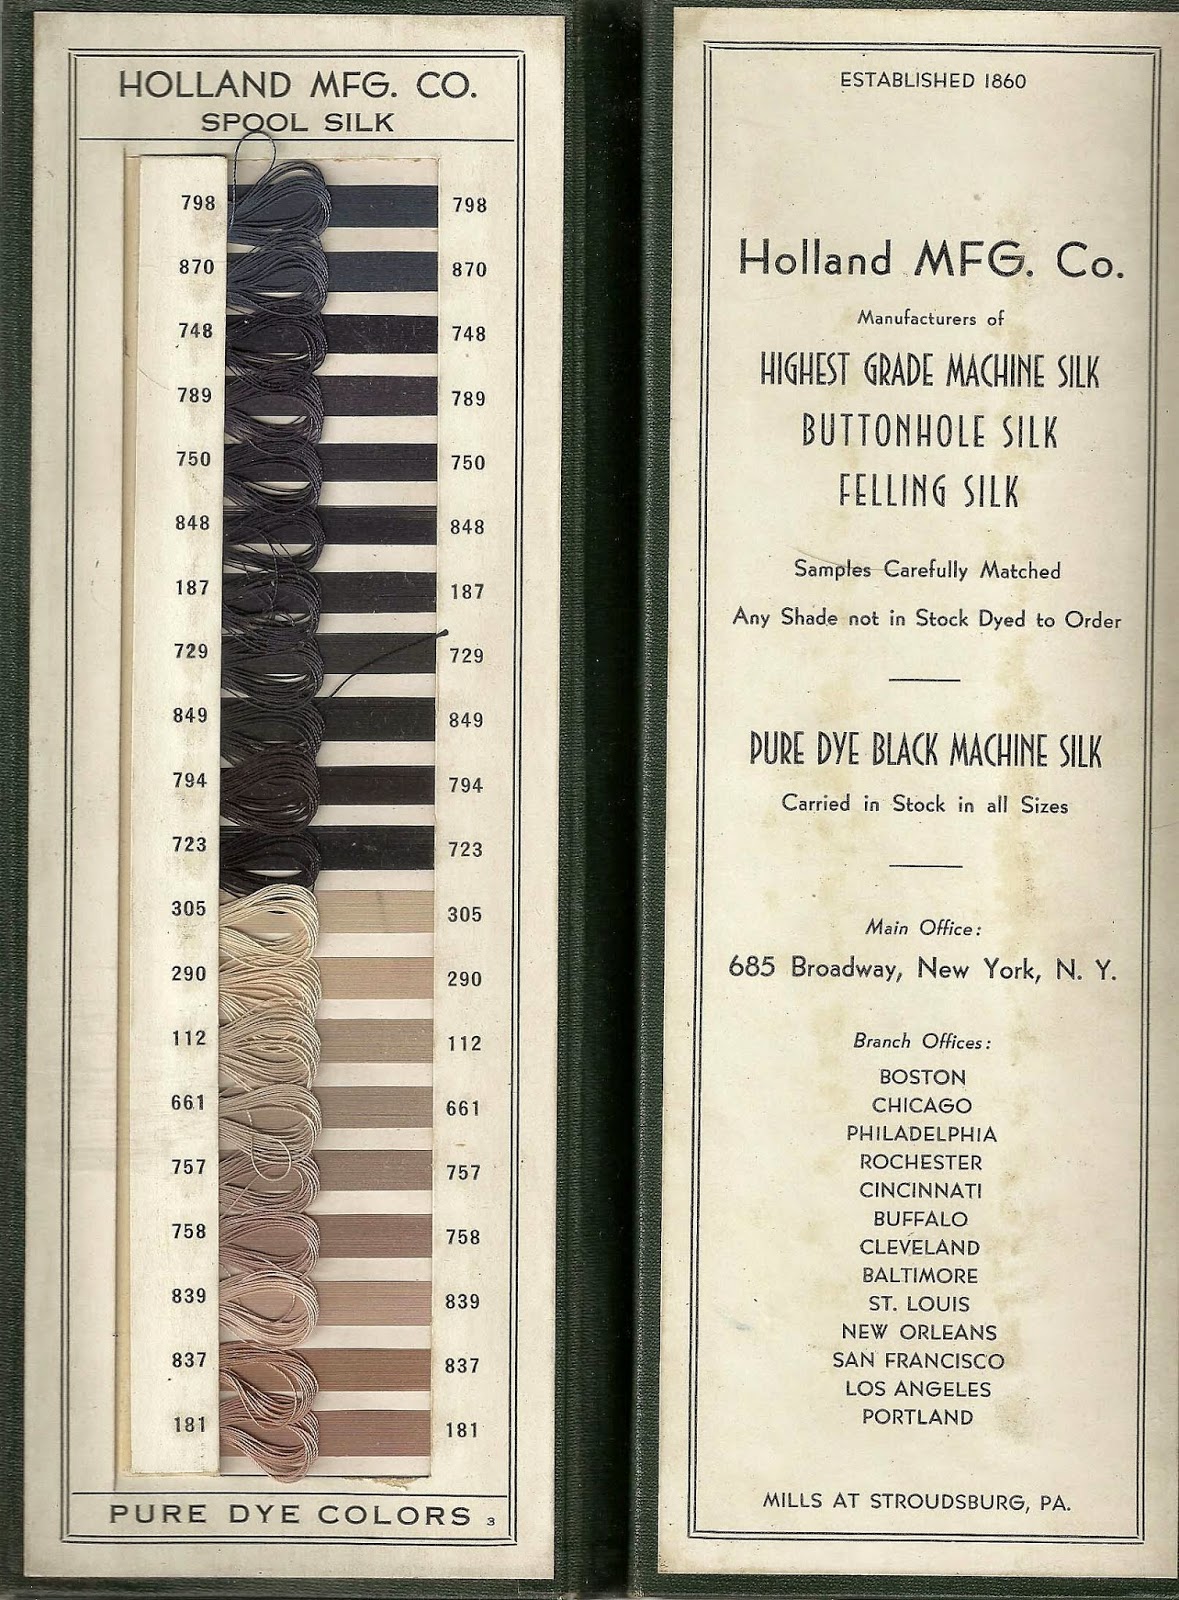 HOLLAND MFG. CO.
SPOOL SILK
798 798
870 870
748 748
789 789
750 750
848 848
187 187
729 729
849 849
794 794
723 723
305 305
290 290
112 112
661 661
757 757
758 758
839 839
837 837
181 181
PURE DYE COLORS 3
ESTABLISHED 1860
Holland MFG. Co.
Manufacturers of
HIGHEST GRADE MACHINE SILK
BUTTONHOLE SILK
FELLING SILK
Samples Carefully Matched
Any Shade not in Stock Dyed to Order
PURE DYE BLACK MACHINE SILK
Carried in Stock in all Sizes
Main Office:
685 Broadway, New York, N. Y.
Branch Offices:
BOSTON
CHICAGO
PHILADELPHIA
ROCHESTER
CINCINNATI
BUFFALO
CLEVELAND
BALTIMORE
ST. LOUIS
NEW ORLEANS
SAN FRANCISCO
LOS ANGELES
PORTLAND
MILLS AT STROUDSBURG, PA.